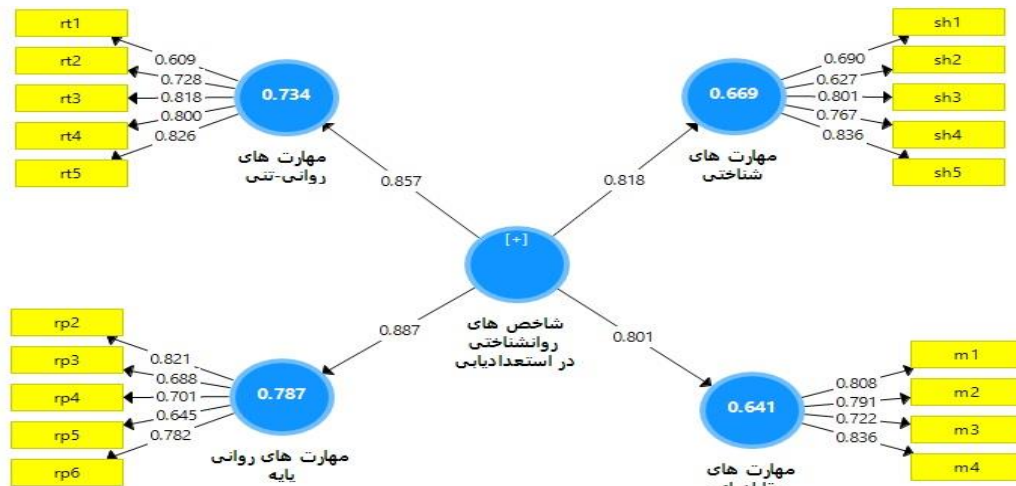 rt1
rt2
rt3
rt4
rt5
0.609
0.728
0.818
0.800
0.826
0.734
مهارت های
روانی-تنی
0.857
sh1
sh2
sh3
sh4
sh5
0.690
0.627
0.801
0.767
0.836
0.669
مهارت های
شناختی
0.818
[+]
شاخص های
روانشناختی
در استعدادیابی
rp2
rp3
rp4
rp5
rp6
0.821
0.688
0.701
0.645
0.782
0.787
مهارت های روانی
پایه
0.887
m1
m2
m3
m4
0.808
0.791
0.722
0.836
0.641
مهارت های
0.801